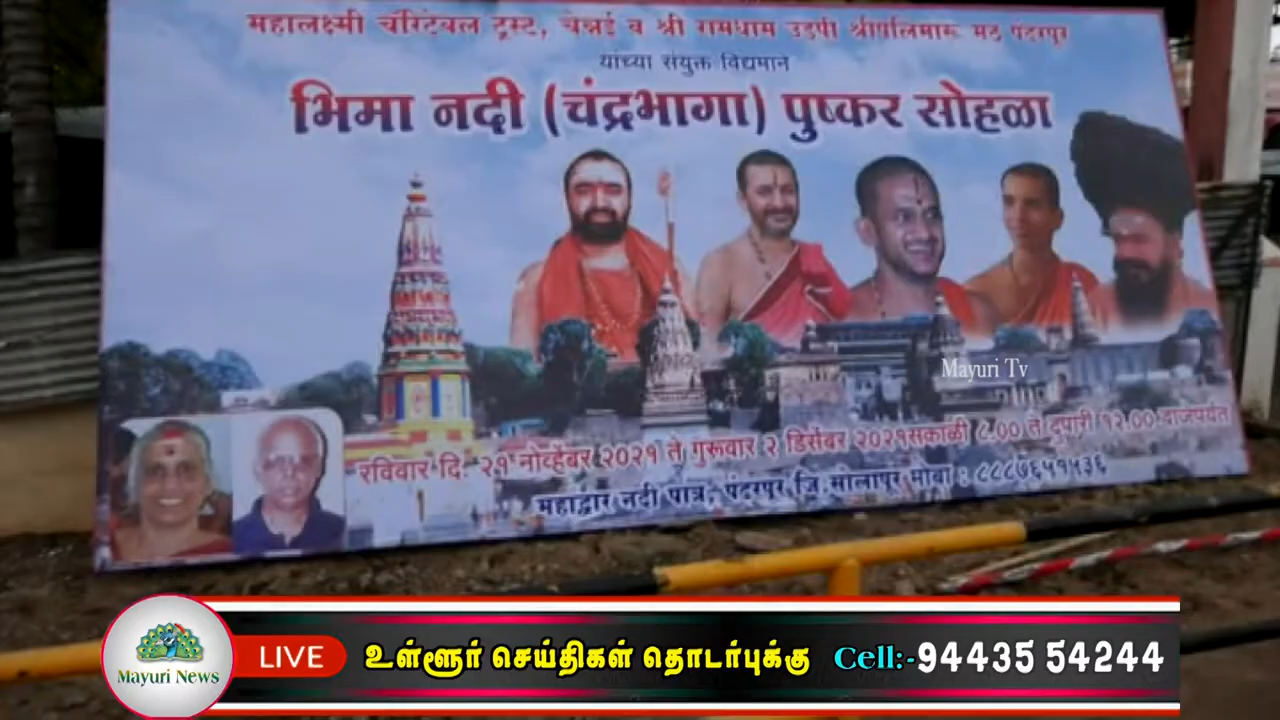 महालक्ष्मी चॅरिटेबल ट्रस्ट, चेन्नई व श्री रामधाम उडपी श्रीपलिमारू मठ पंढरपूर
यांच्या संयुक्त विद्यमाने
भिमा नदी (चंद्रभागा) पुष्कर सोहळा
Mayuri Tv
रविवार दि. २१ नोव्हेंबर २०२१ ते गुरूवार २ डिसेंबर २०२१ सकाळी ८.०० ते दुपारी १२.०० वाजेपर्यंत
महाद्वार नदी पात्र, पंढरपूर जि.सोलापूर मोबा : ८८८७६५१५३६
Mayuri News
LIVE
உள்ளூர் செய்திகள் தொடர்புக்கு Cell:-94435 54244